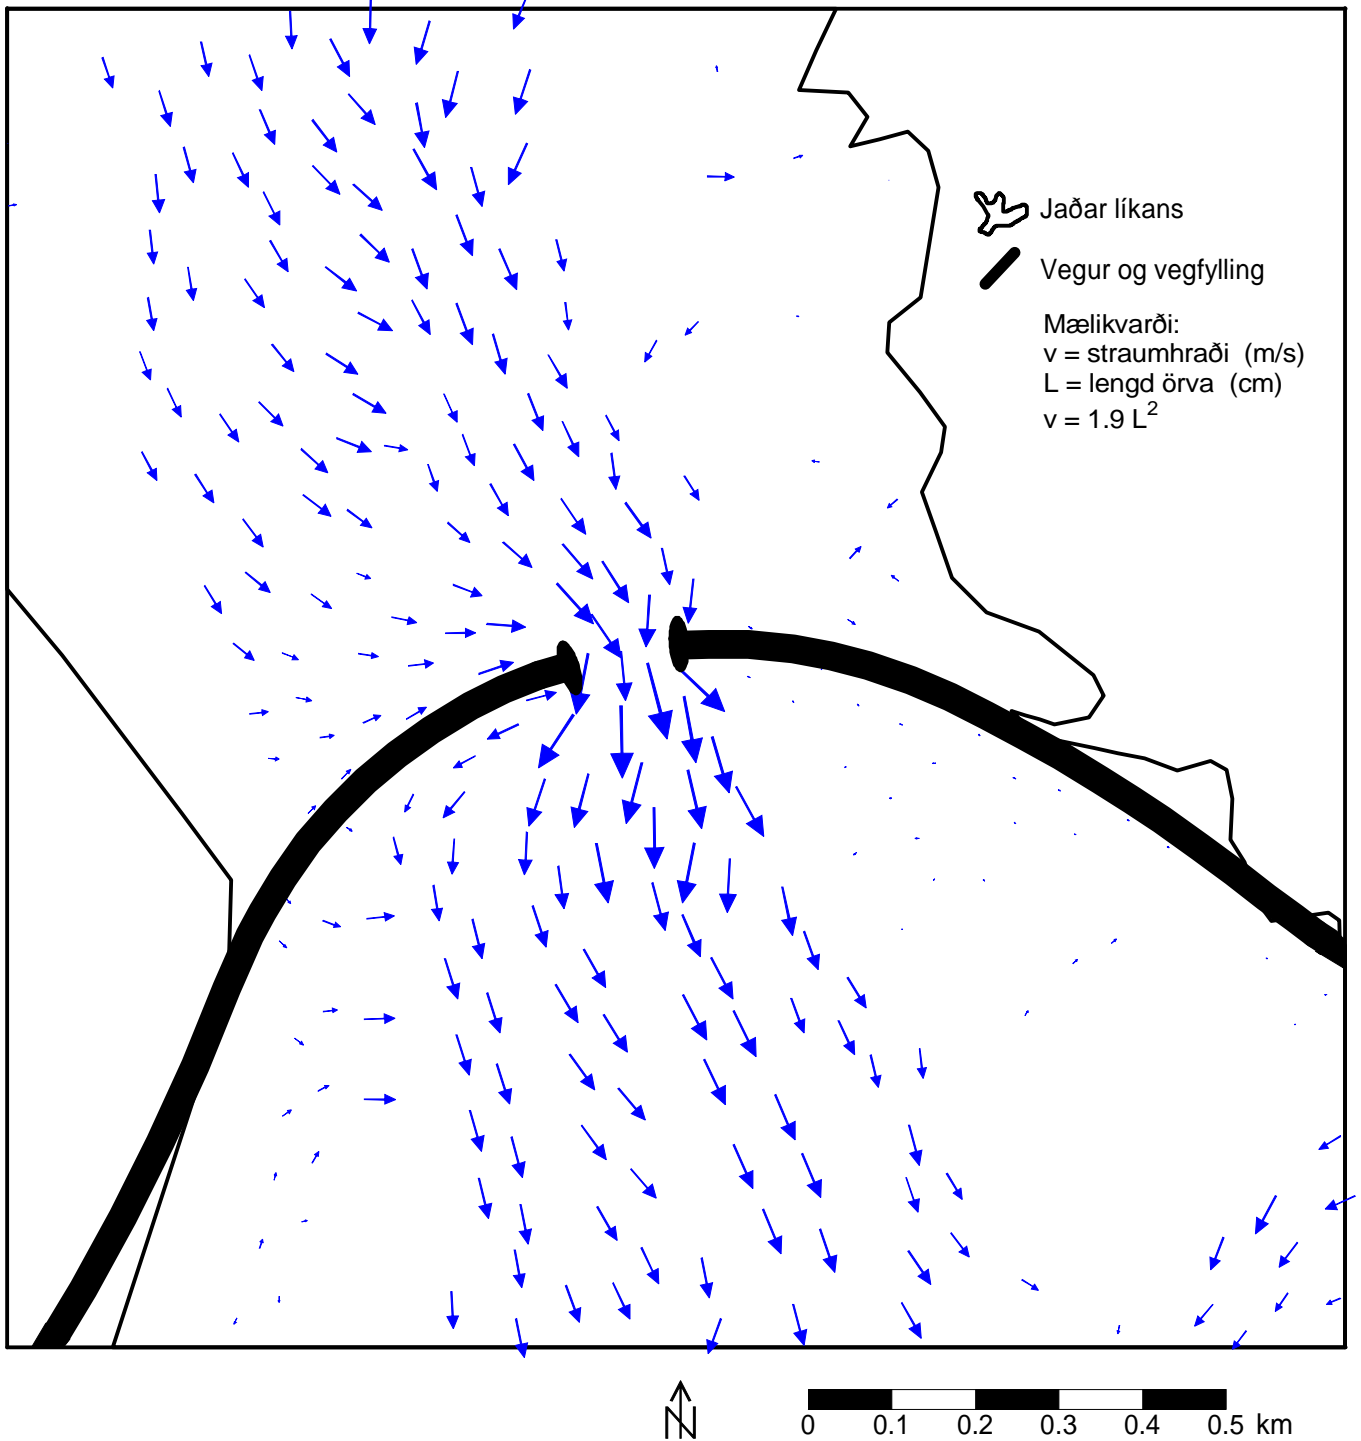 Jaðar líkans
Vegur og vegfylling
Mælikvarði:
v = straumhraði (m/s)
L = lengd örva (cm)
v = 1.9 L²
N
0 0.1 0.2 0.3 0.4 0.5 km